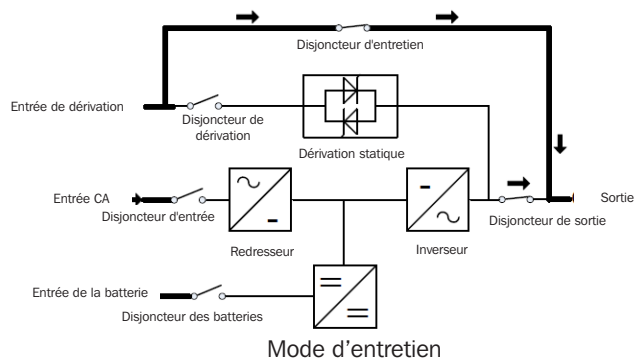 Disjoncteur d'entretien
Entrée de dérivation
Disjoncteur de
dérivation
Dérivation statique
Entrée CA
Disjoncteur d'entrée
Redresseur
Inverseur
Sortie
Disjoncteur de sortie
Entrée de la batterie
Disjoncteur des batteries
Mode d'entretien